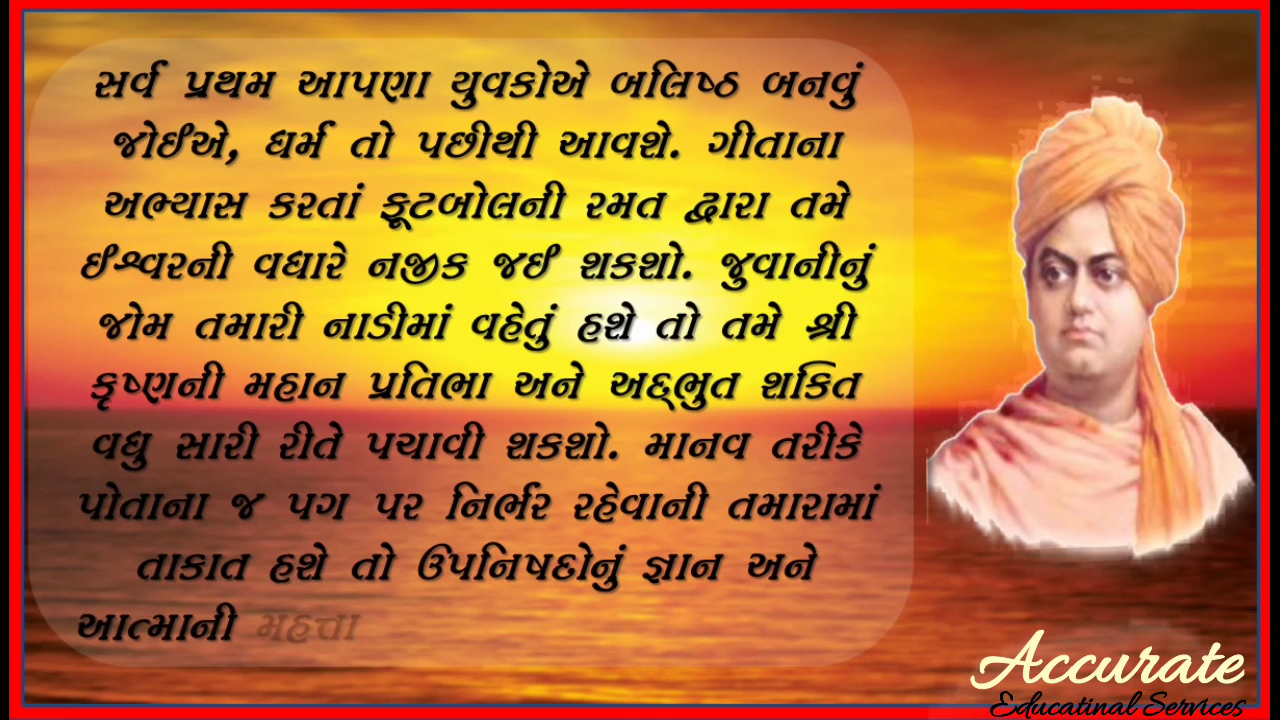 સર્વ પ્રથમ આપણા યુવકોએ બલિષ્ઠ બનવું
જોઈએ, ધર્મ તો પછીથી આવશે. ગીતાના
અભ્યાસ કરતાં ફૂટબોલની રમત દ્વારા તમે
ઈશ્વરની વધારે નજીક જઈ શકશો. જુવાનીનું
જોમ તમારી નાડીમાં વહેતું હશે તો તમે શ્રી
કૃષ્ણની મહાન પ્રતિભા અને અદ્ભુત શકિત
વધુ સારી રીતે પચાવી શકશો. માનવ તરીકે
પોતાના જ પગ પર નિર્ભર રહેવાની તમારામાં
તાકાત હશે તો ઉપનિષદોનું જ્ઞાન અને
આત્માની મહત્તા
Accurate
Educatinal Services